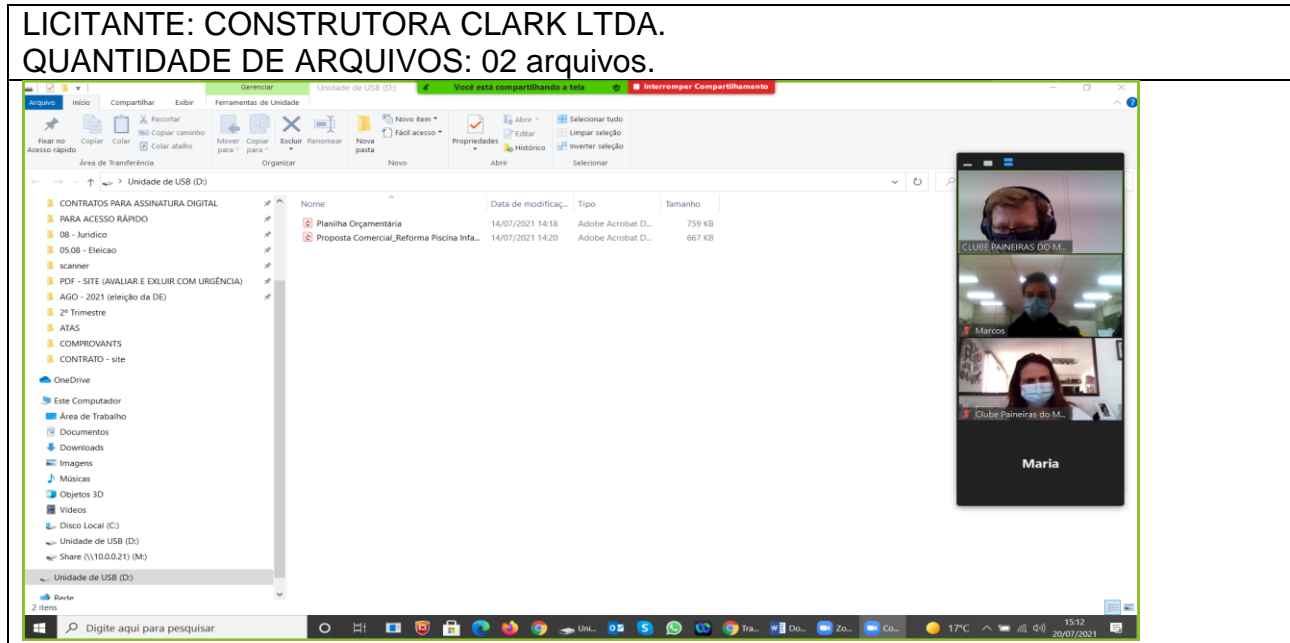 LICITANTE: CONSTRUTORA CLARK LTDA.
QUANTIDADE DE ARQUIVOS: 02 arquivos.
Gerenciar Unidade de USB (D:) Você está compartilhando a tela Interromper Compartilhamento
Arquivo Início Compartilhar Exibir Ferramentas de Unidade
Fixar no Acesso rápido
Copiar
Colar
Recortar
Copiar caminho
Colar atalho
Mover para
Copiar para
Excluir
Renomear
Nova pasta
Novo item
Fácil acesso
Propriedades
Abrir
Editar
Histórico
Selecionar tudo
Limpar seleção
Inverter seleção
Área de Transferência Organizar Novo Abrir Selecionar
> Unidade de USB (D:)
Nome Data de modificaç... Tipo Tamanho
Planilha Orçamentária 14/07/2021 14:18 Adobe Acrobat D... 759 KB
Proposta Comercial_Reforma Piscina Infa... 14/07/2021 14:20 Adobe Acrobat D... 667 KB
CONTRATOS PARA ASSINATURA DIGITAL
PARA ACESSO RÁPIDO
08 - Juridico
05.08 - Eleicao
scanner
PDF - SITE (AVALIAR E EXLUIR COM URGÊNCIA)
AGO - 2021 (eleição da DE)
2º Trimestre
ATAS
COMPROVANTS
CONTRATO - site
OneDrive
Este Computador
Área de Trabalho
Documentos
Downloads
Imagens
Músicas
Objetos 3D
Vídeos
Disco Local (C:)
Unidade de USB (D:)
Share (\\10.0.0.21) (M:)
Unidade de USB (D:)
Rede
2 itens
CLUBE PAINEIRAS DO M...
Marcos
Clube Paineiras do M...
Maria
Digite aqui para pesquisar
Uni...
Tra...
Do...
Zo...
Co...
17°C
15:12
20/07/2021